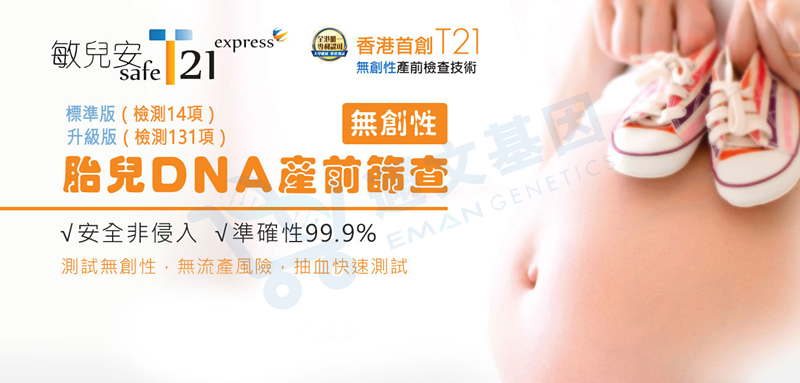 敏兒安
safe T21 express
香港首創T21
無創性產前檢查技術
標準版（檢測14項）
升級版（檢測131項）
無創性
胎兒DNA產前篩查
√安全非侵入 √準確性99.9%
測試無創性，無流產風險，抽血快速測試
基因
EMAN GENETICS